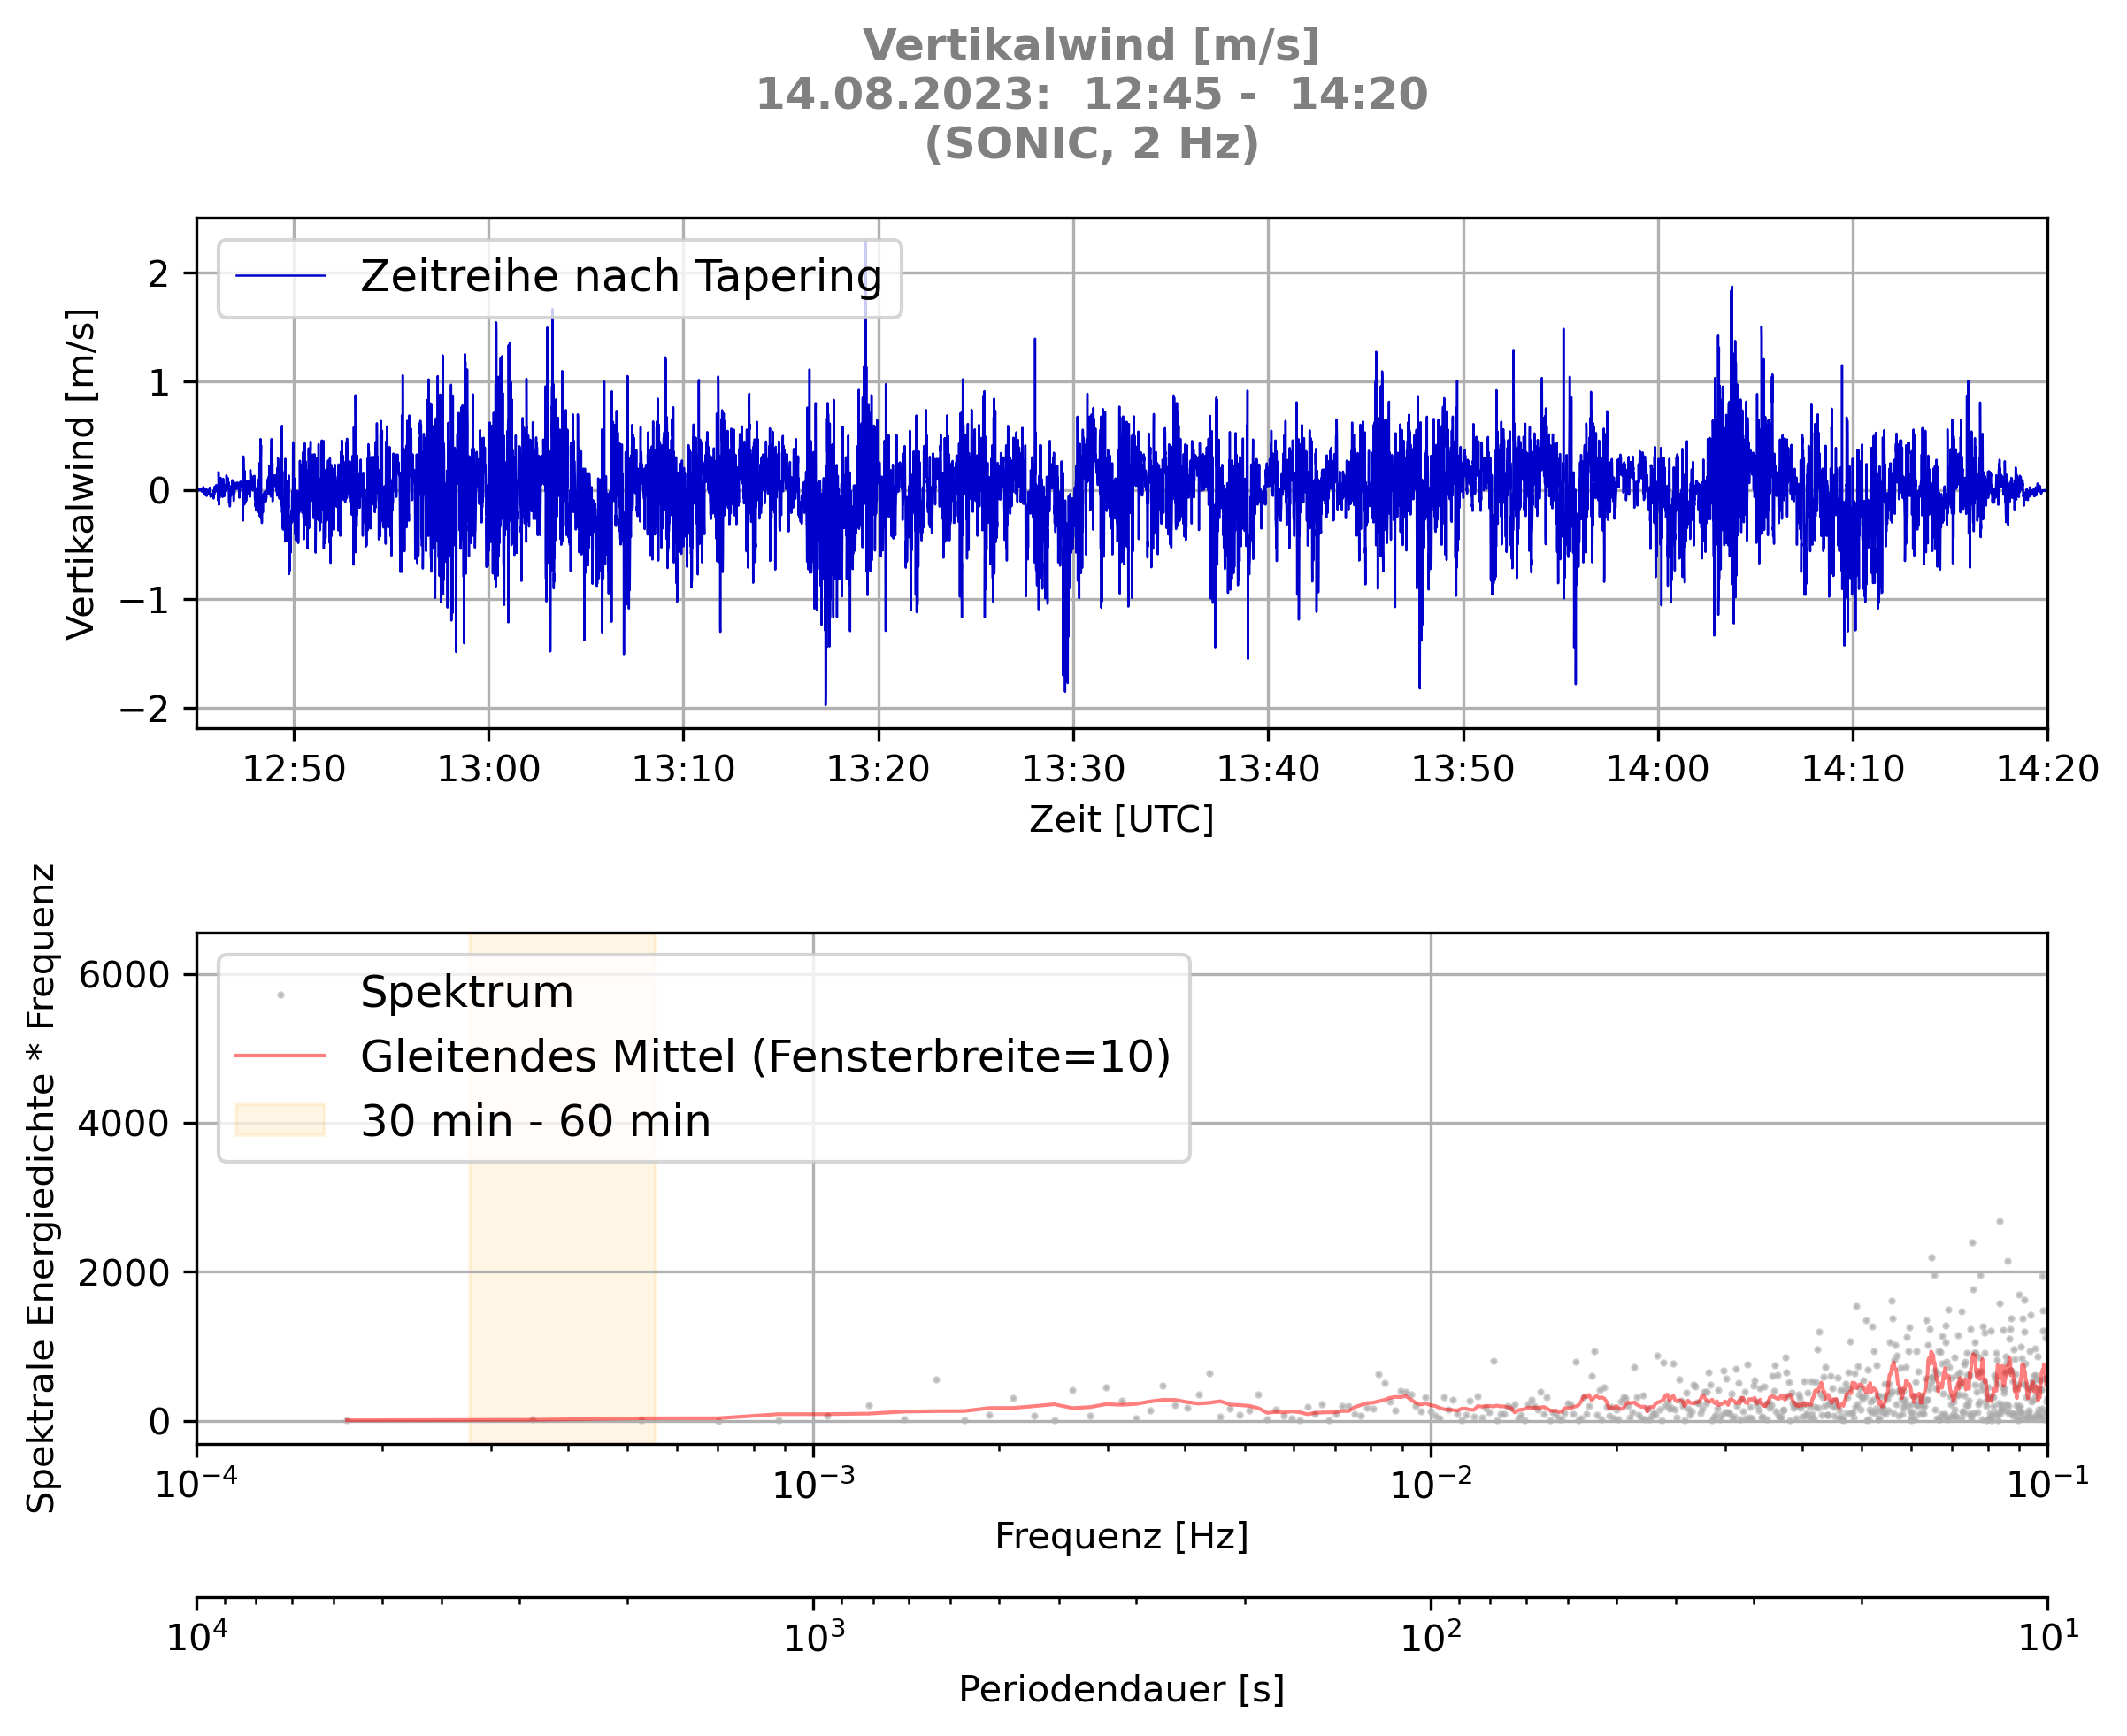 Vertikalwind [m/s]
14.08.2023:  12:45 -  14:20
(SONIC, 2 Hz)
Zeitreihe nach Tapering
Vertikalwind [m/s]
2
1
0
−1
−2
12:50 13:00 13:10 13:20 13:30 13:40 13:50 14:00 14:10 14:20
Zeit [UTC]
Spektrum
Gleitendes Mittel (Fensterbreite=10)
30 min - 60 min
Spektrale Energiedichte * Frequenz
6000
4000
2000
0
10⁻⁴ 10⁻³ 10⁻² 10⁻¹
Frequenz [Hz]
10⁴ 10³ 10² 10¹
Periodendauer [s]